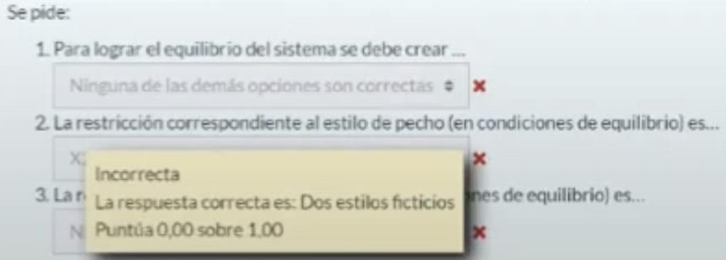 Se pide:
1. Para lograr el equilibrio del sistema se debe crear ...
Ninguna de las demás opciones son correctas
2. La restricción correspondiente al estilo de pecho (en condiciones de equilibrio) es...
Incorrecta
3. La nes de equilibrio) es...
La respuesta correcta es: Dos estilos ficticios
Puntúa 0,00 sobre 1,00